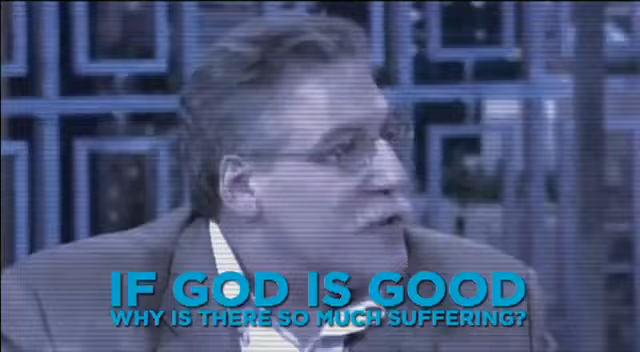 IF GOD IS GOOD
WHY IS THERE SO MUCH SUFFERING?